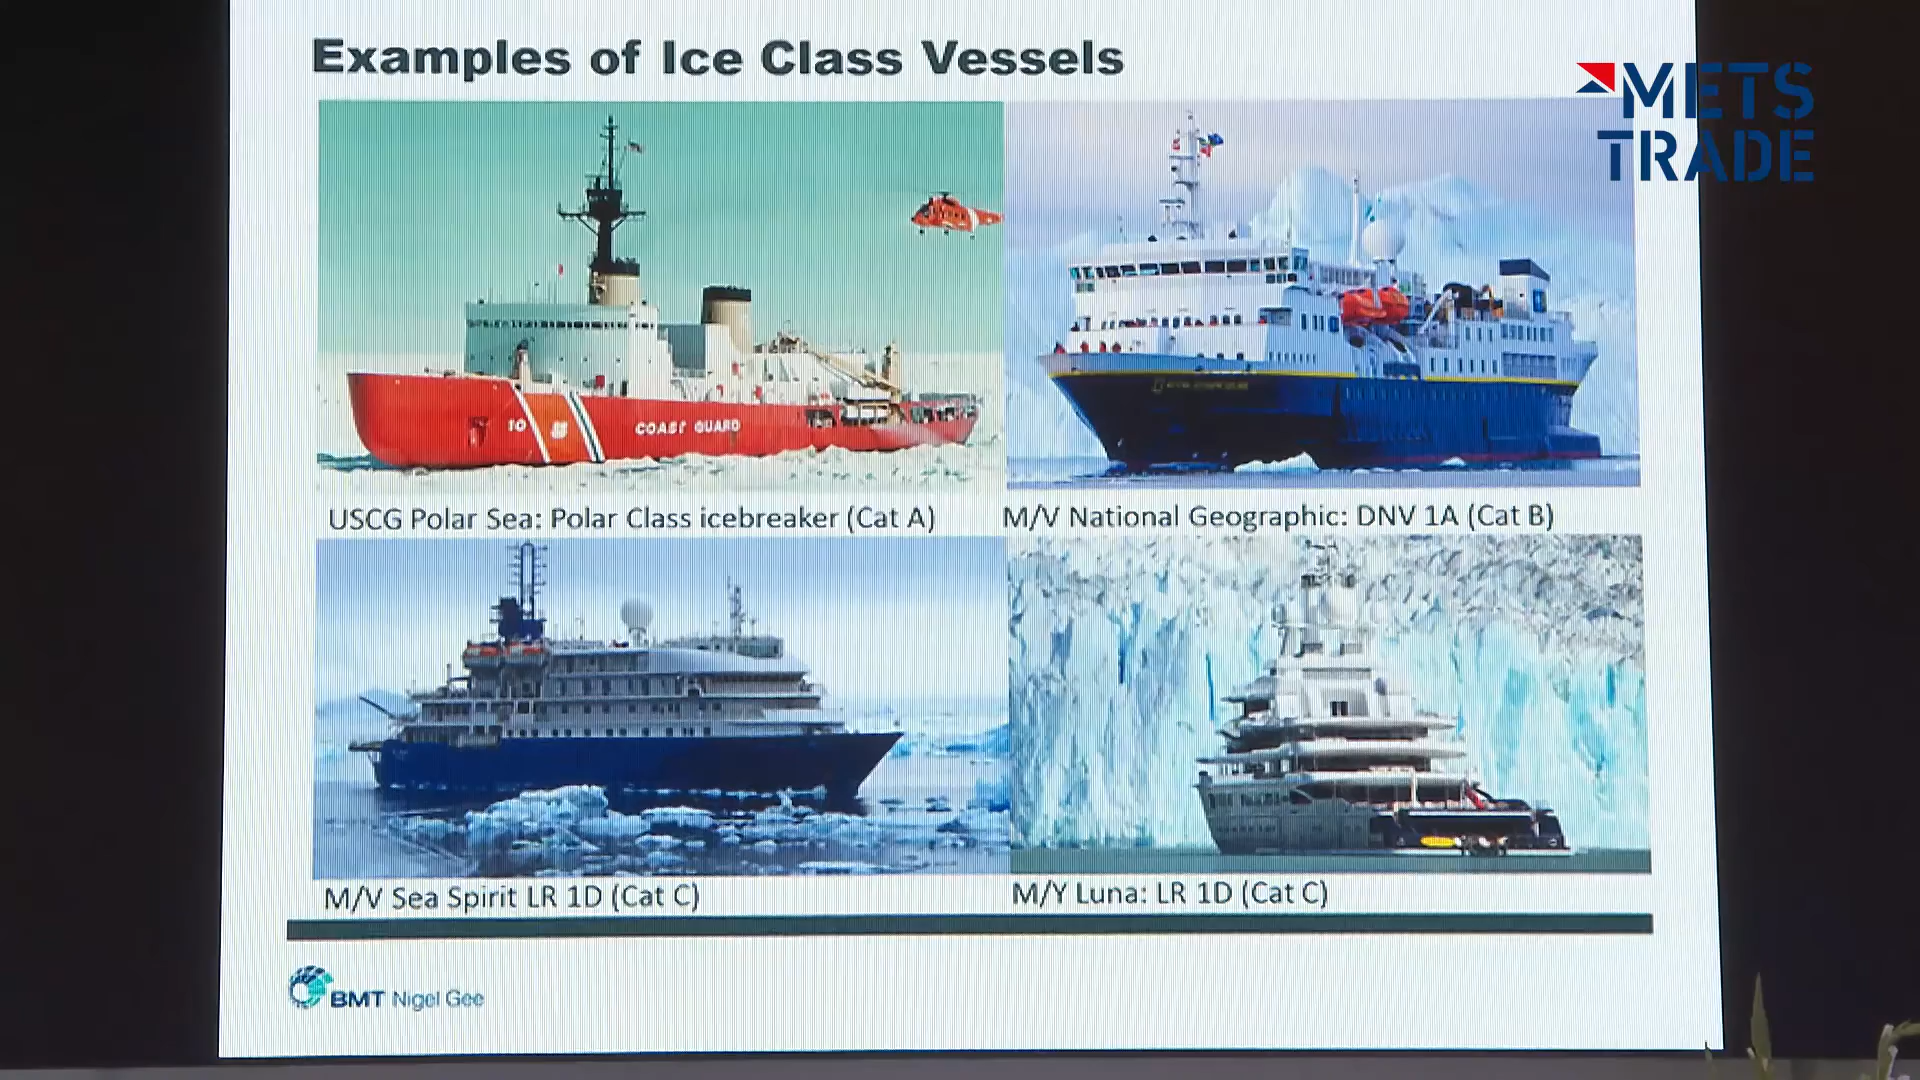 Examples of Ice Class Vessels
METS
TRADE
10
COAST GUARD
USCG Polar Sea: Polar Class icebreaker (Cat A)
M/V National Geographic: DNV 1A (Cat B)
M/V Sea Spirit LR 1D (Cat C)
M/Y Luna: LR 1D (Cat C)
BMT Nigel Gee